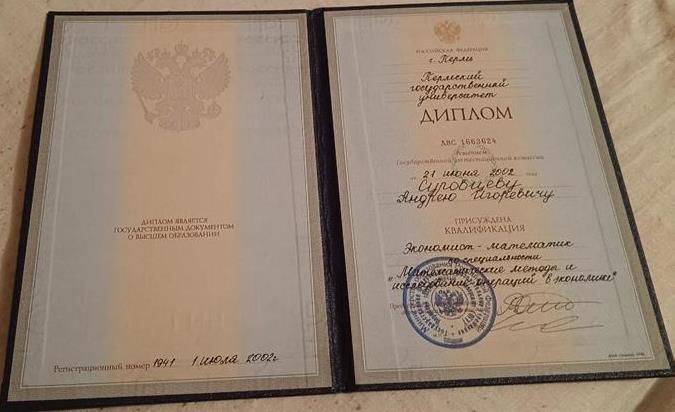 ДИПЛОМ ЯВЛЯЕТСЯ
ГОСУДАРСТВЕННЫМ ДОКУМЕНТОМ
О ВЫСШЕМ ОБРАЗОВАНИИ
Регистрационный номер 1941 1 июля 2002г
РОССИЙСКАЯ ФЕДЕРАЦИЯ
г. Пермь
Пермский
государственный
университет
ДИПЛОМ
ДВС 1663624
Решением
Государственной аттестационной комиссии
от 21 июня 2002 года
Суровцеву
Андрею Игоревичу
ПРИСУЖДЕНА
КВАЛИФИКАЦИЯ
Экономист-математик
по специальности
"Математические методы и
исследование операций в экономике"